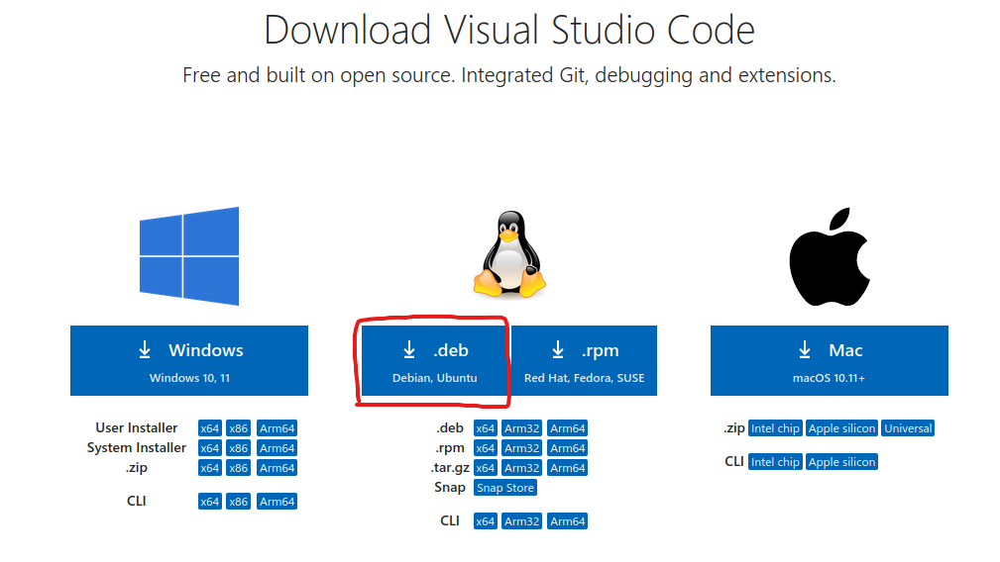 Download Visual Studio Code
Free and built on open source. Integrated Git, debugging and extensions.
Windows
Windows 10, 11
User Installer x64 x86 Arm64
System Installer x64 x86 Arm64
.zip x64 x86 Arm64
CLI x64 x86 Arm64
.deb
Debian, Ubuntu
.rpm
Red Hat, Fedora, SUSE
.deb x64 Arm32 Arm64
.rpm x64 Arm32 Arm64
.tar.gz x64 Arm32 Arm64
Snap Snap Store
CLI x64 Arm32 Arm64
Mac
macOS 10.11+
.zip Intel chip Apple silicon Universal
CLI Intel chip Apple silicon